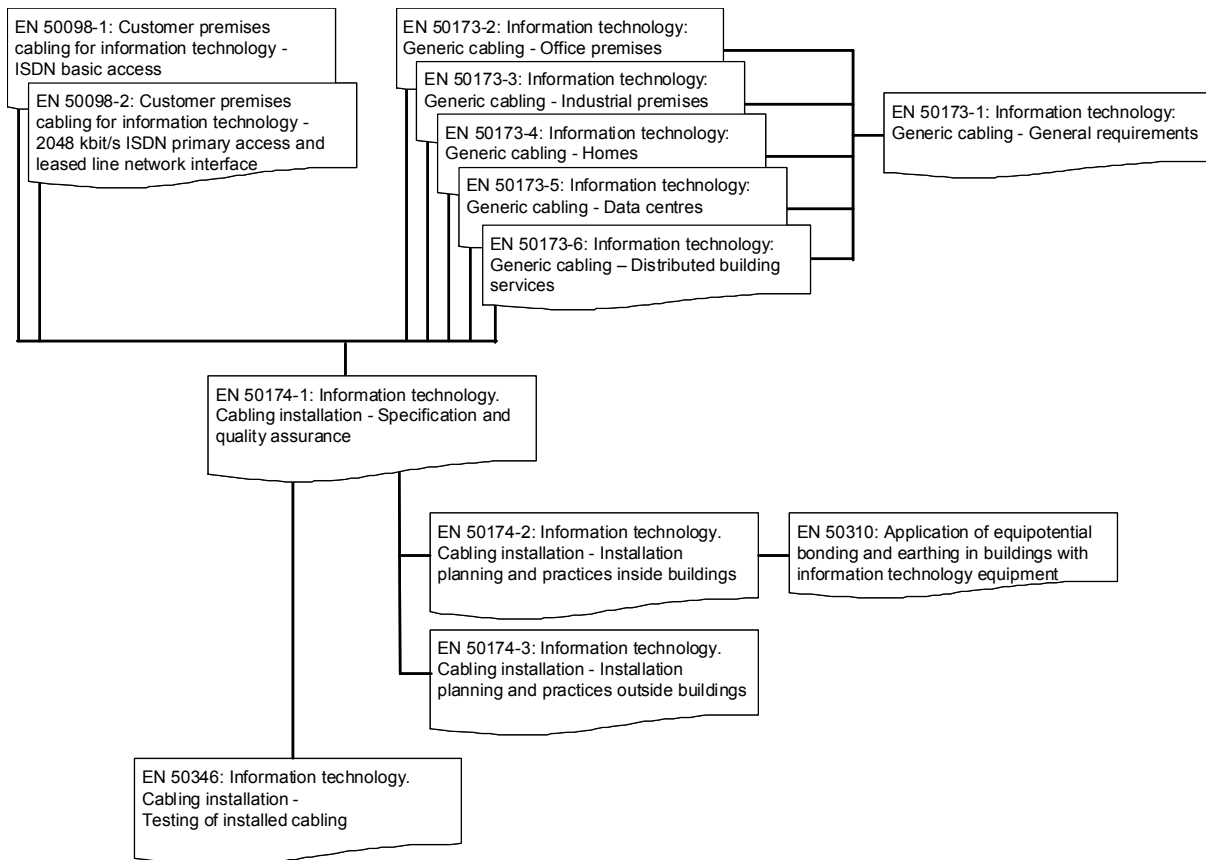 EN 50098-1: Customer premises
cabling for information technology -
ISDN basic access
EN 50098-2: Customer premises
cabling for information technology -
2048 kbit/s ISDN primary access and
leased line network interface
EN 50173-2: Information technology:
Generic cabling - Office premises
EN 50173-3: Information technology:
Generic cabling - Industrial premises
EN 50173-4: Information technology:
Generic cabling - Homes
EN 50173-5: Information technology:
Generic cabling - Data centres
EN 50173-6: Information technology:
Generic cabling – Distributed building
services
EN 50173-1: Information technology:
Generic cabling - General requirements
EN 50174-1: Information technology.
Cabling installation - Specification and
quality assurance
EN 50174-2: Information technology.
Cabling installation - Installation
planning and practices inside buildings
EN 50310: Application of equipotential
bonding and earthing in buildings with
information technology equipment
EN 50174-3: Information technology.
Cabling installation - Installation
planning and practices outside buildings
EN 50346: Information technology.
Cabling installation -
Testing of installed cabling